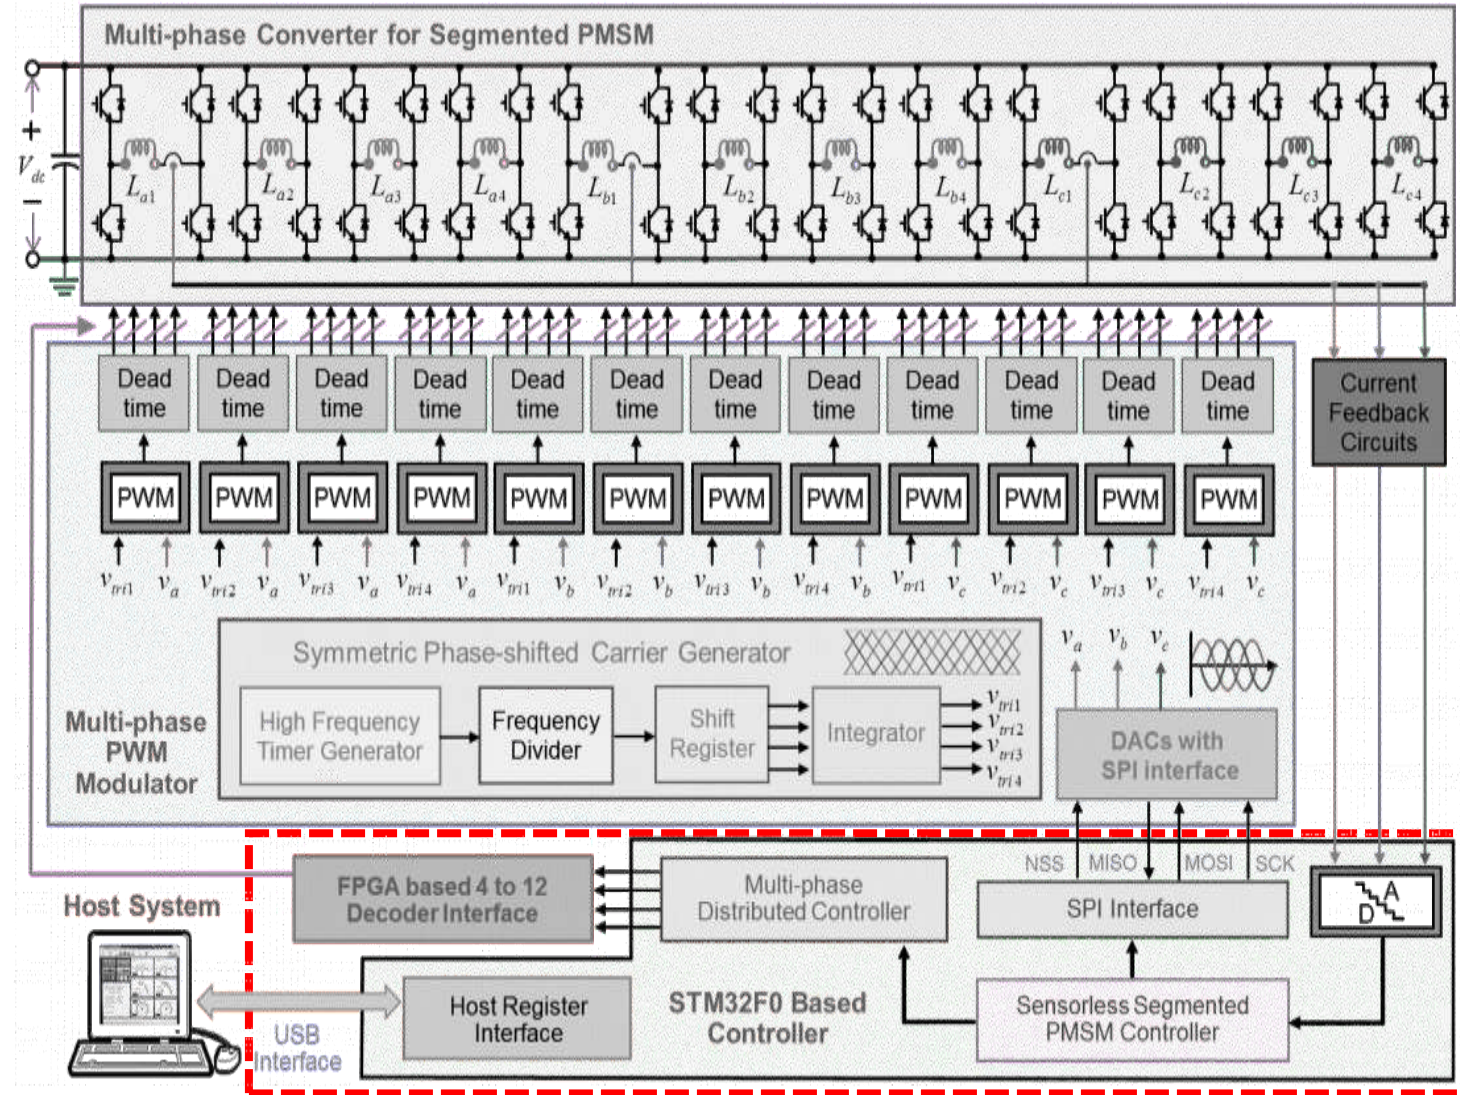 Multi-phase Converter for Segmented PMSM
+
V_dc
−
L_a1 L_a2 L_a3 L_a4 L_b1 L_b2 L_b3 L_b4 L_c1 L_c2 L_c3 L_c4
Dead time
Dead time
Dead time
Dead time
Dead time
Dead time
Dead time
Dead time
Dead time
Dead time
Dead time
Dead time
Current
Feedback
Circuits
PWM PWM PWM PWM PWM PWM PWM PWM PWM PWM PWM PWM
v_tri1 v_a v_tri2 v_a v_tri3 v_a v_tri4 v_a v_tri1 v_b v_tri2 v_b v_tri3 v_b v_tri4 v_b v_tri1 v_c v_tri2 v_c v_tri3 v_c v_tri4 v_c
Symmetric Phase-shifted Carrier Generator
v_a v_b v_c
Multi-phase
PWM
Modulator
High Frequency
Timer Generator
Frequency
Divider
Shift
Register
Integrator
v_tri1
v_tri2
v_tri3
v_tri4
DACs with
SPI interface
NSS MISO MOSI SCK
FPGA based 4 to 12
Decoder Interface
Multi-phase
Distributed Controller
SPI Interface
A
D
Host System
USB
Interface
Host Register
Interface
STM32F0 Based
Controller
Sensorless Segmented
PMSM Controller